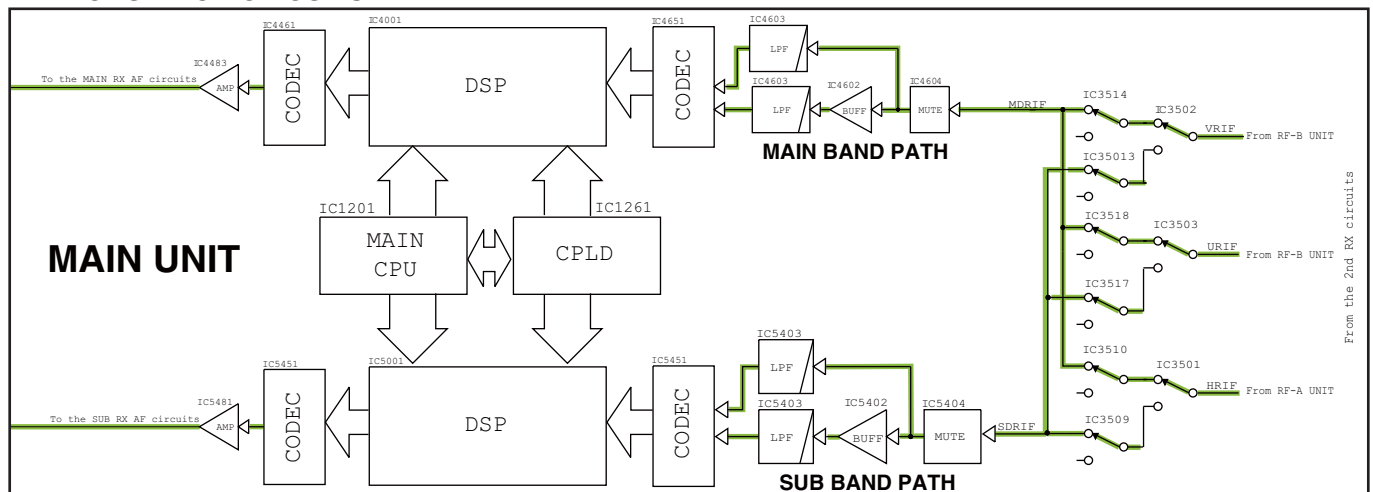 IC4461
IC4001
IC4651
IC4603
LPF
IC4483
To the MAIN RX AF circuits
AMP
CODEC
DSP
CODEC
IC4603
LPF
IC4602
BUFF
IC4604
MUTE
MDRIF
IC3514
IC3502
VRIF
From RF-B UNIT
MAIN BAND PATH
IC35013
IC1201
IC1261
MAIN UNIT
MAIN
CPU
CPLD
IC3518
IC3503
URIF
From RF-B UNIT
From the 2nd RX circuits
IC3517
IC5451
IC5001
IC5451
IC5403
LPF
IC3510
IC3501
HRIF
From RF-A UNIT
IC5481
To the SUB RX AF circuits
AMP
CODEC
DSP
CODEC
IC5403
LPF
IC5402
BUFF
IC5404
MUTE
SDRIF
IC3509
SUB BAND PATH